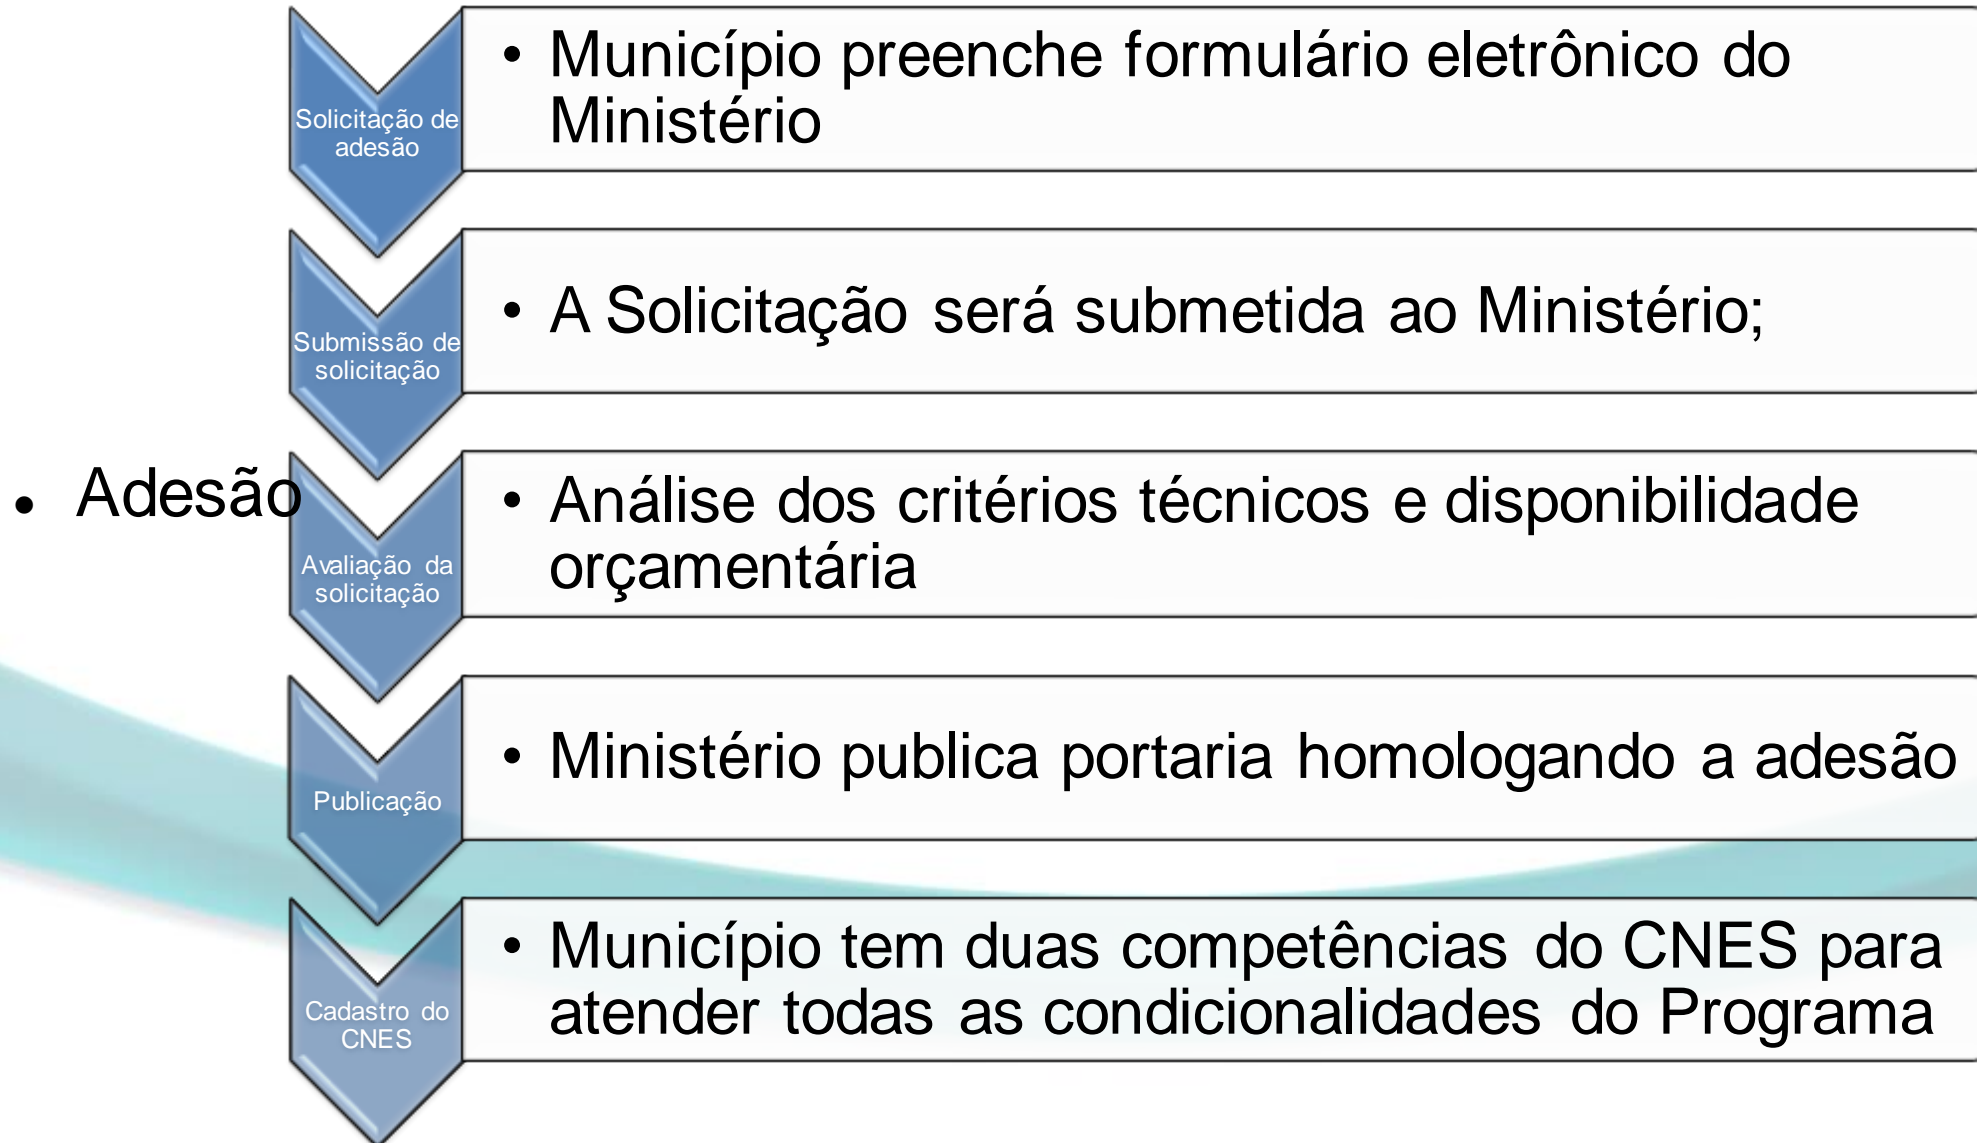 • Adesão
Solicitação de
adesão
• Município preenche formulário eletrônico do
Ministério
Submissão de
solicitação
• A Solicitação será submetida ao Ministério;
Avaliação da
solicitação
• Análise dos critérios técnicos e disponibilidade
orçamentária
Publicação
• Ministério publica portaria homologando a adesão
Cadastro do
CNES
• Município tem duas competências do CNES para
atender todas as condicionalidades do Programa